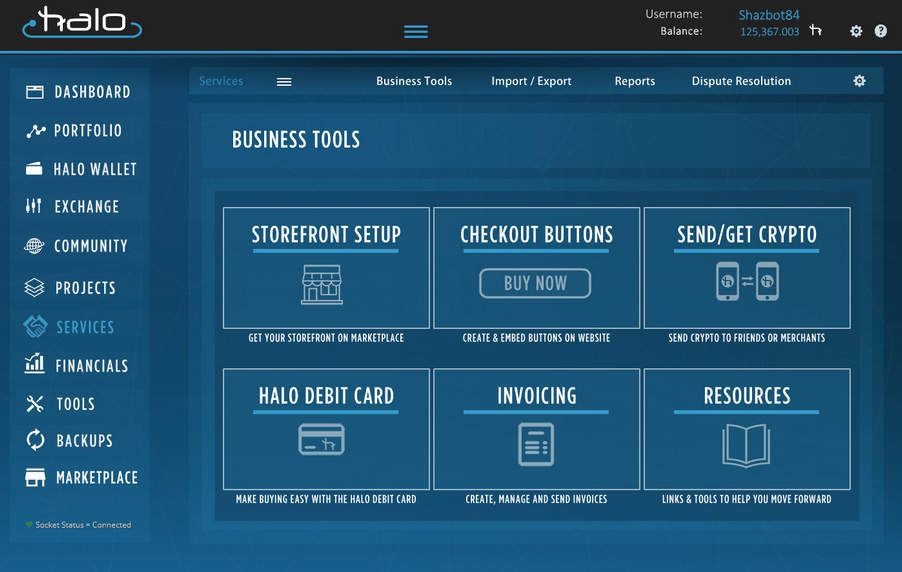 halo
Username: Shazbot84
Balance: 125,367.003
Services Business Tools Import / Export Reports Dispute Resolution
DASHBOARD
PORTFOLIO
HALO WALLET
EXCHANGE
COMMUNITY
PROJECTS
SERVICES
FINANCIALS
TOOLS
BACKUPS
MARKETPLACE
Socket Status = Connected
BUSINESS TOOLS
STOREFRONT SETUP
GET YOUR STOREFRONT ON MARKETPLACE
CHECKOUT BUTTONS
BUY NOW
CREATE & EMBED BUTTONS ON WEBSITE
SEND/GET CRYPTO
SEND CRYPTO TO FRIENDS OR MERCHANTS
HALO DEBIT CARD
MAKE BUYING EASY WITH THE HALO DEBIT CARD
INVOICING
CREATE, MANAGE AND SEND INVOICES
RESOURCES
LINKS & TOOLS TO HELP YOU MOVE FORWARD